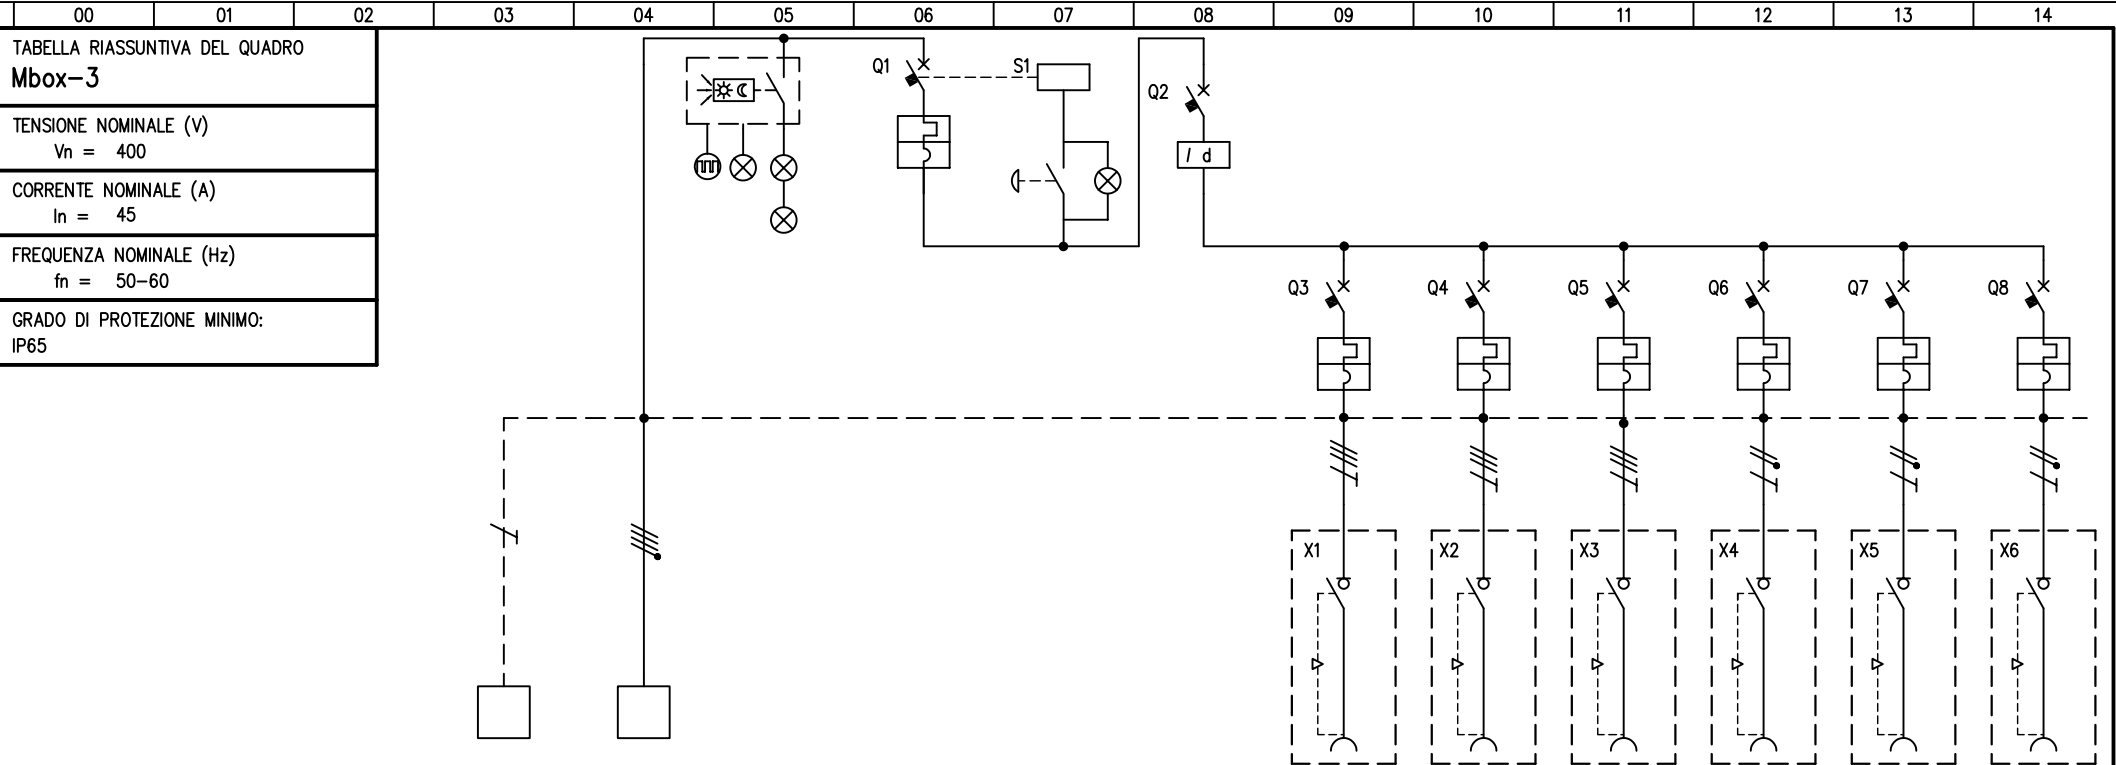 00 01 02 03 04 05 06 07 08 09 10 11 12 13 14
TABELLA RIASSUNTIVA DEL QUADRO
Mbox-3
TENSIONE NOMINALE (V)
Vn = 400
CORRENTE NOMINALE (A)
In = 45
FREQUENZA NOMINALE (Hz)
fn = 50-60
GRADO DI PROTEZIONE MINIMO:
IP65
Q1 S1
Q2
I d
Q3 Q4 Q5 Q6 Q7 Q8
X1 X2 X3 X4 X5 X6